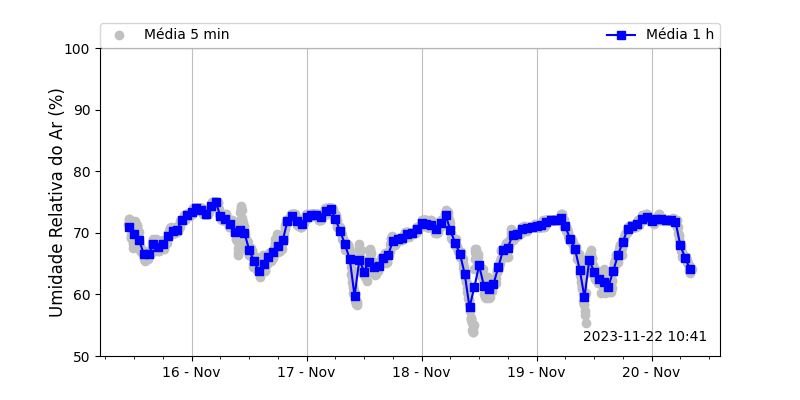 Média 5 min
Média 1 h
100
90
80
70
60
50
Umidade Relativa do Ar (%)
2023-11-22 10:41
16 - Nov
17 - Nov
18 - Nov
19 - Nov
20 - Nov